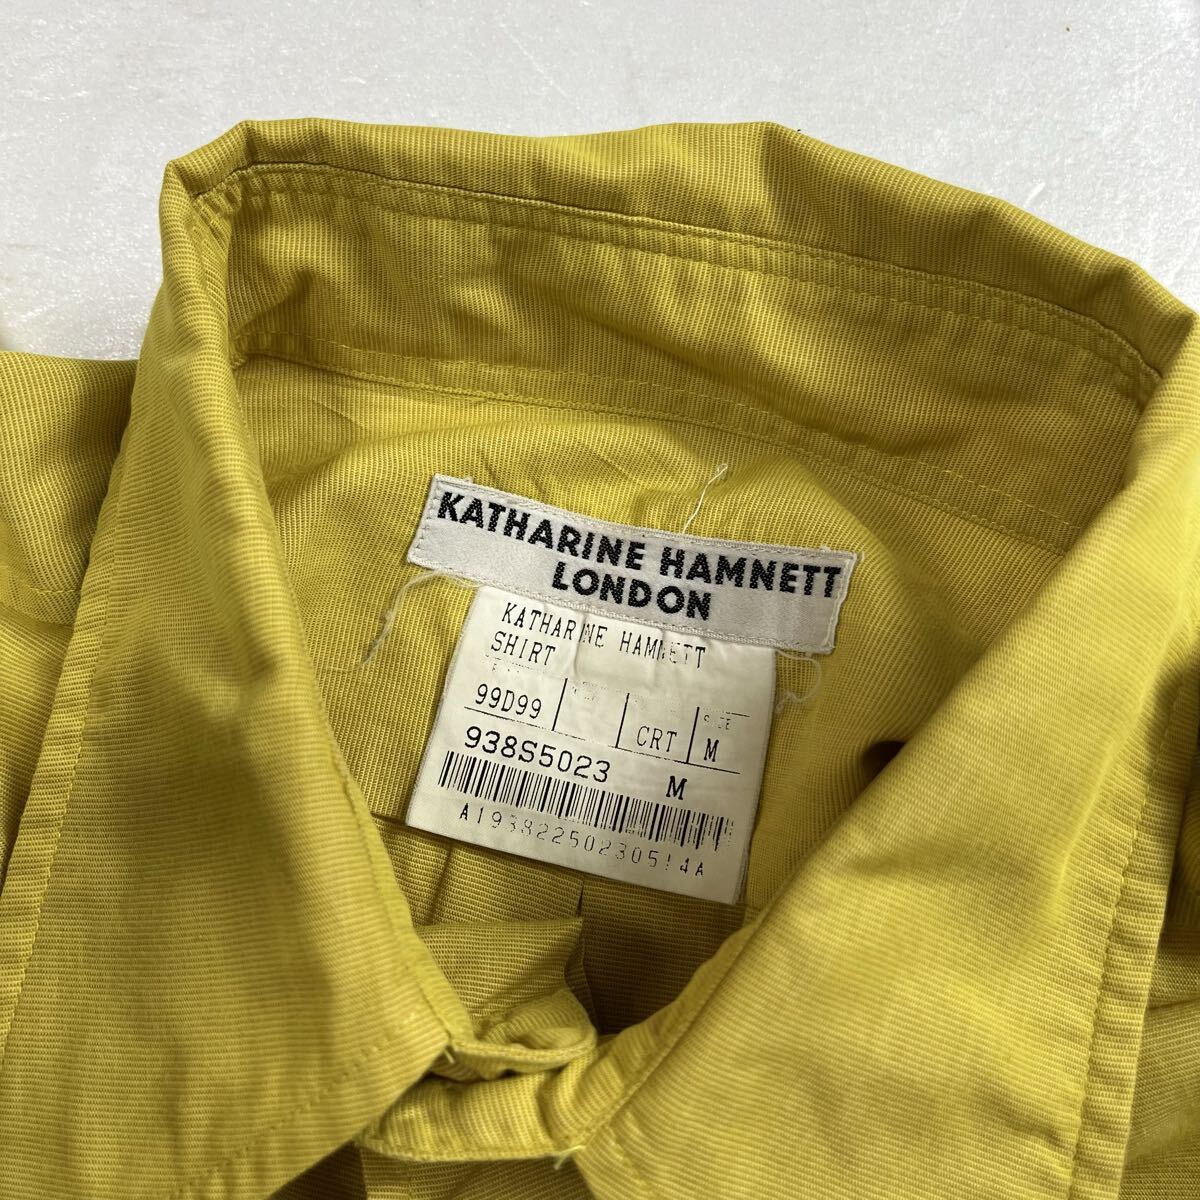 KATHARINE HAMNETT
LONDON
KATHARINE HAMNETT
SHIRT
99D99 CRT M
938S5023 M